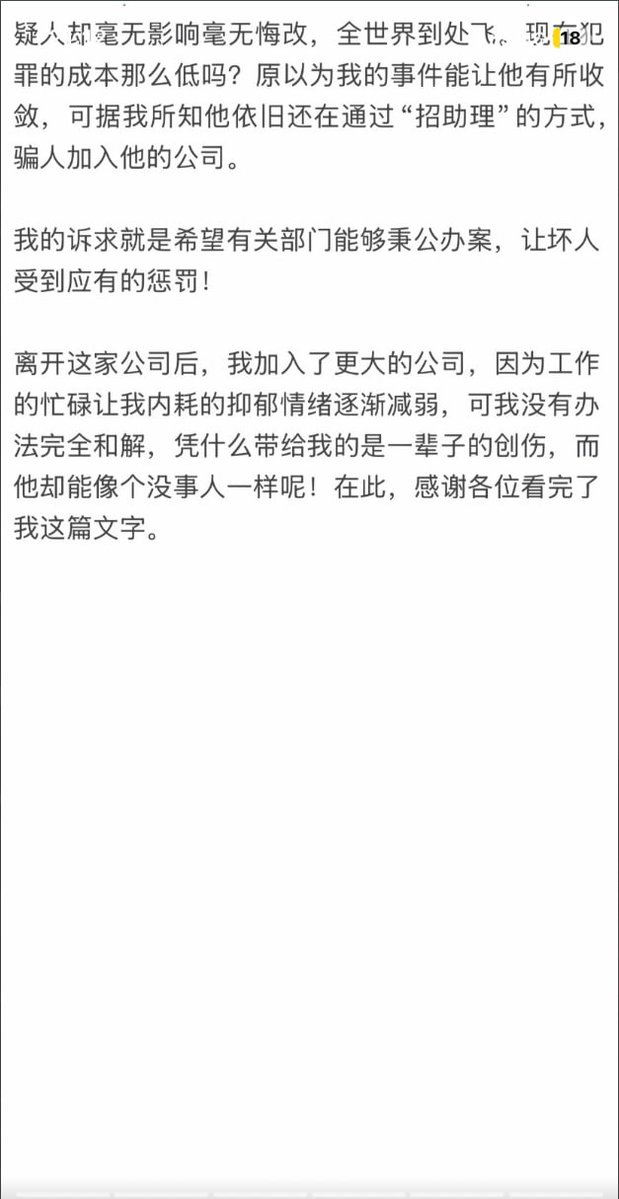 疑人却毫无影响毫无悔改，全世界到处飞。现在犯
罪的成本那么低吗？原以为我的事件能让他有所收
敛，可据我所知他依旧还在通过“招助理”的方式，
骗人加入他的公司。
我的诉求就是希望有关部门能够秉公办案，让坏人
受到应有的惩罚！
离开这家公司后，我加入了更大的公司，因为工作
的忙碌让我内耗的抑郁情绪逐渐减弱，可我没有办
法完全和解，凭什么带给我的是一辈子的创伤，而
他却能像个没事人一样呢！在此，感谢各位看完了
我这篇文字。
18